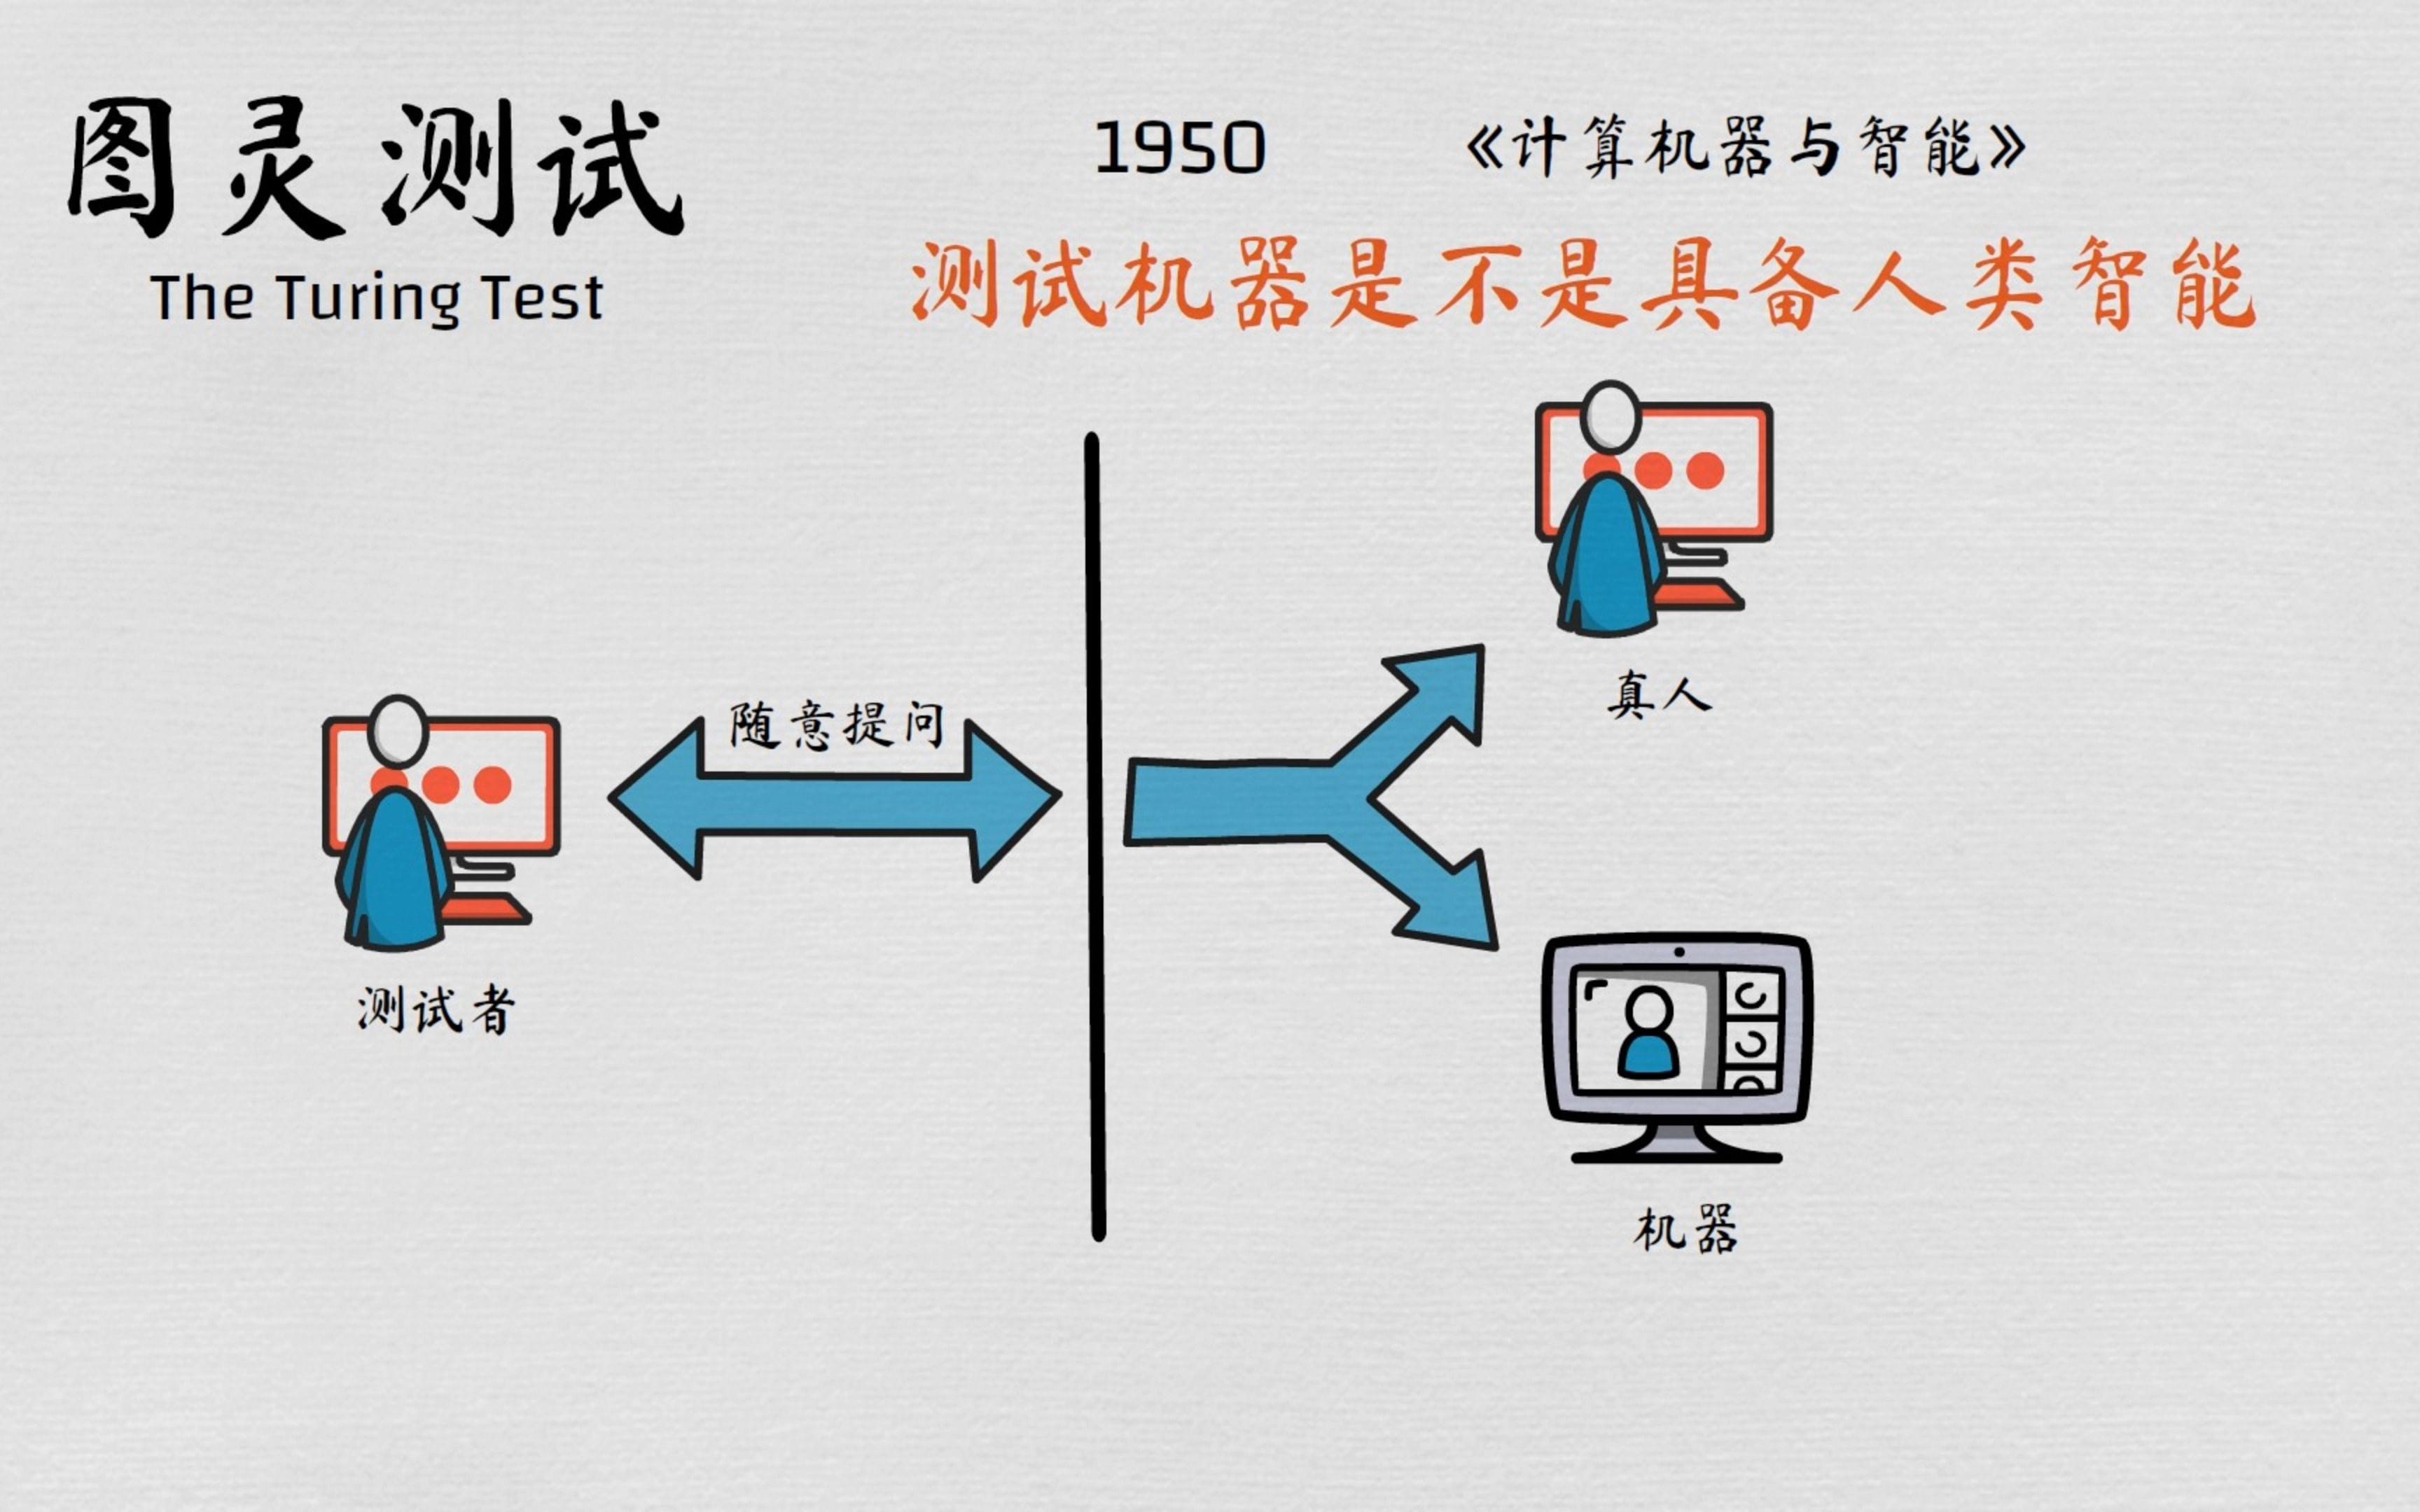 图灵测试
The Turing Test
1950
《计算机器与智能》
测试机器是不是具备人类智能
真人
随意提问
测试者
机器